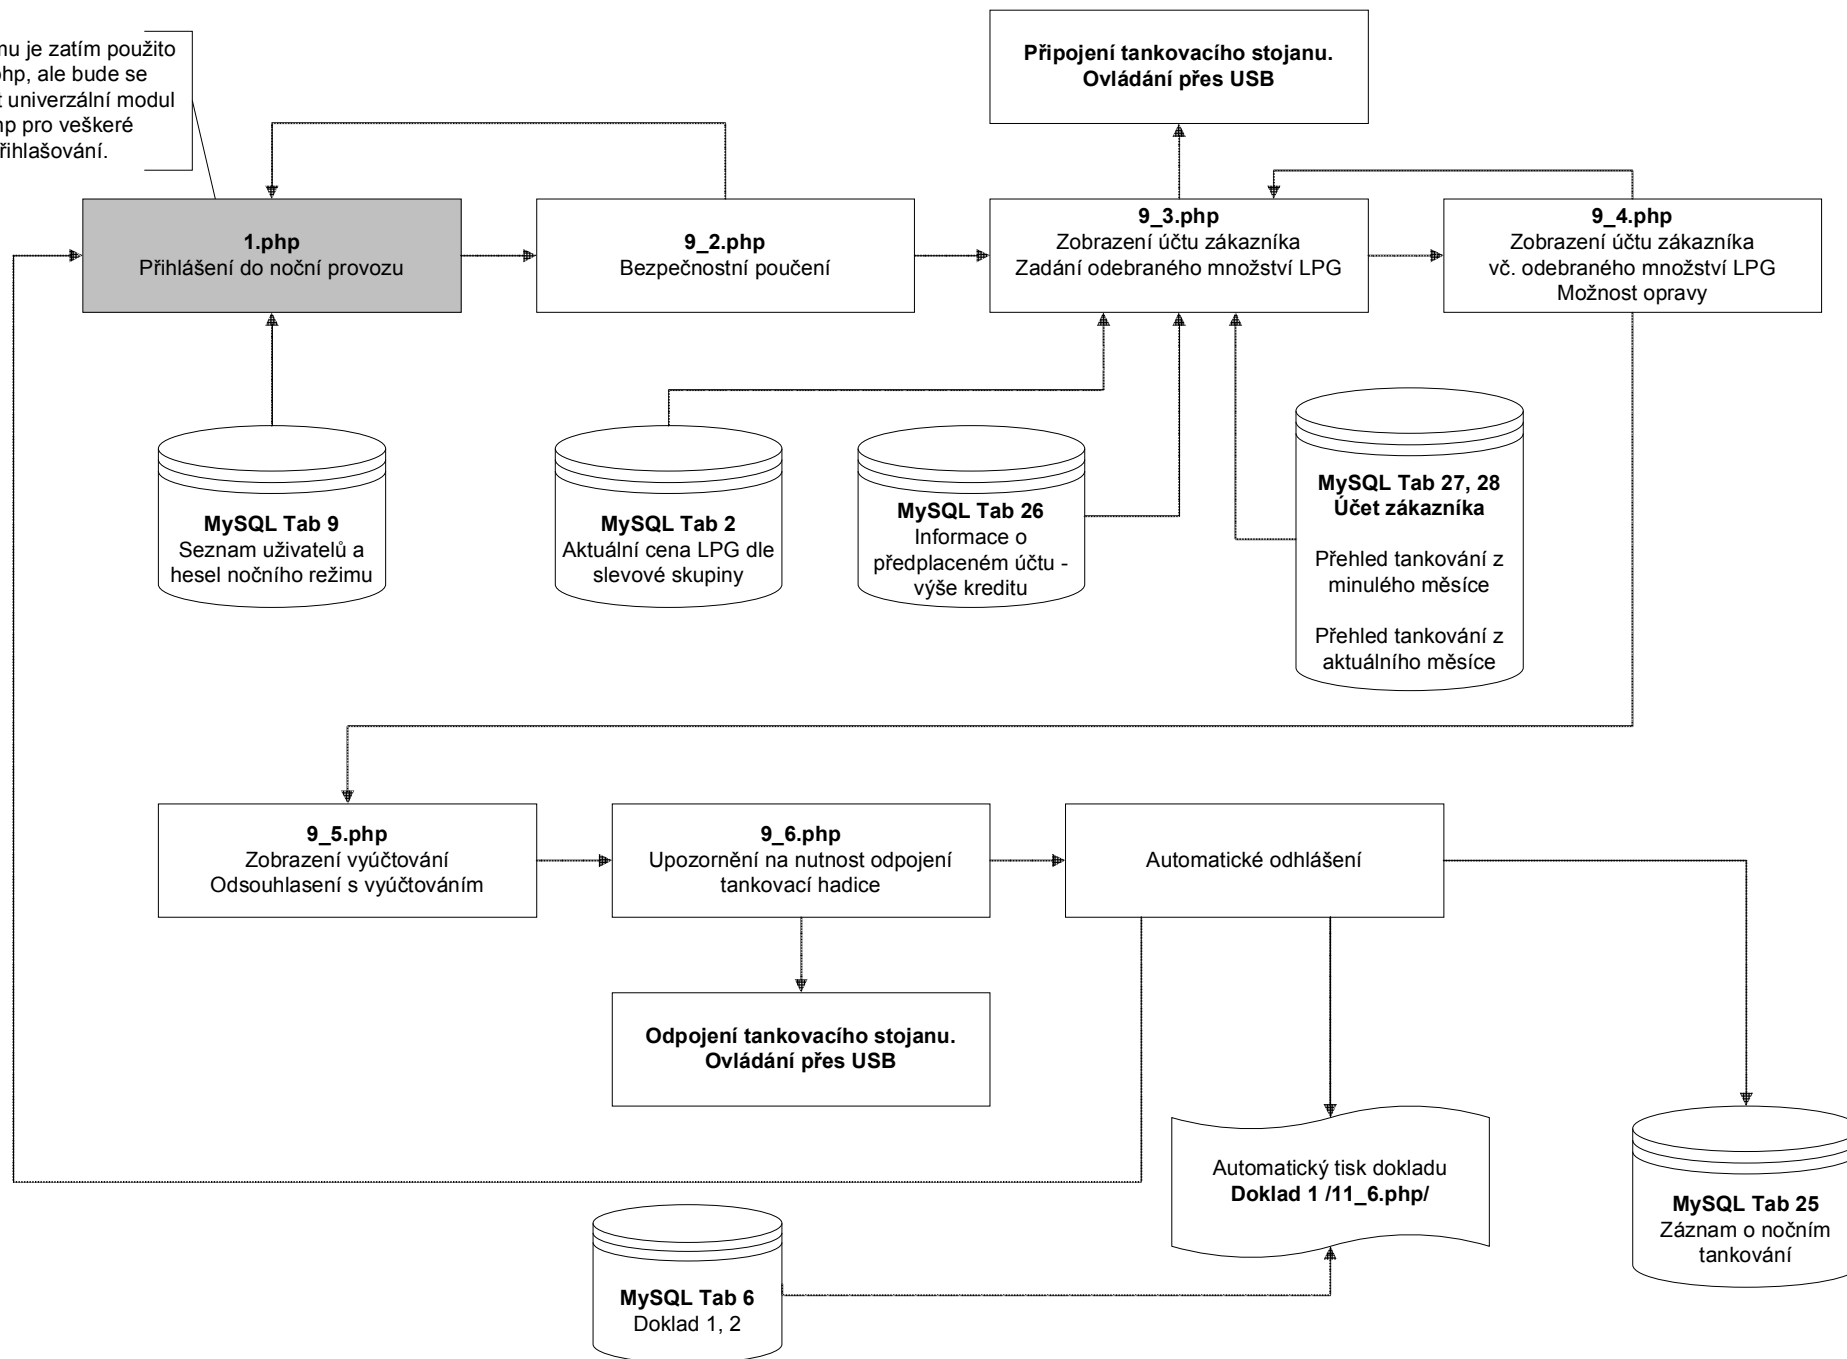 je zatím použito
ale bude se
univerzální modul
pro veškeré
Připojení tankovacího stojanu.
Ovládání přes USB
1.php
Přihlášení do noční provozu
9_2.php
Bezpečnostní poučení
9_3.php
Zobrazení účtu zákazníka
Zadání odebraného množství LPG
9_4.php
Zobrazení účtu zákazníka
vč. odebraného množství LPG
Možnost opravy
MySQL Tab 9
Seznam uživatelů a
hesel nočního režimu
MySQL Tab 2
Aktuální cena LPG dle
slevové skupiny
MySQL Tab 26
Informace o
předplaceném účtu -
výše kreditu
MySQL Tab 27, 28
Účet zákazníka
Přehled tankování z
minulého měsíce
Přehled tankování z
aktuálního měsíce
9_5.php
Zobrazení vyúčtování
Odsouhlasení s vyúčtováním
9_6.php
Upozornění na nutnost odpojení
tankovací hadice
Automatické odhlášení
Odpojení tankovacího stojanu.
Ovládání přes USB
Automatický tisk dokladu
Doklad 1 /11_6.php/
MySQL Tab 25
Záznam o nočním
tankování
MySQL Tab 6
Doklad 1, 2